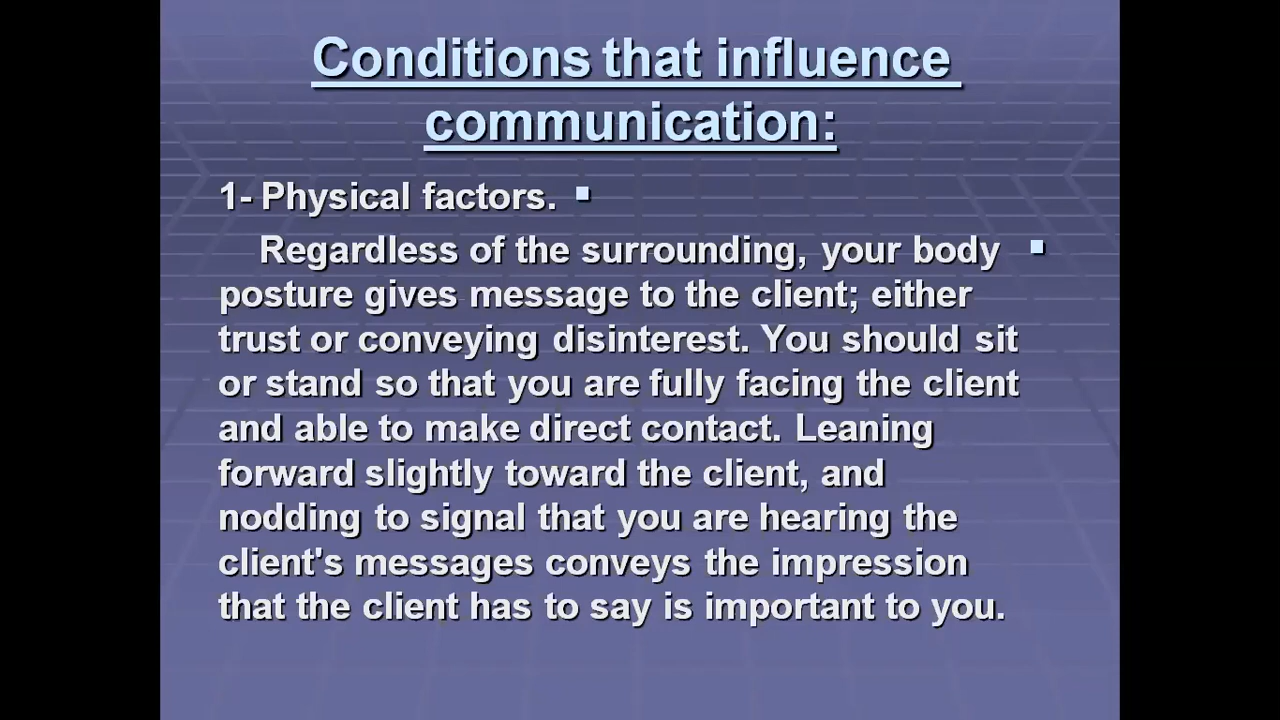 Conditions that influence
communication:
1- Physical factors.
Regardless of the surrounding, your body
posture gives message to the client; either
trust or conveying disinterest. You should sit
or stand so that you are fully facing the client
and able to make direct contact. Leaning
forward slightly toward the client, and
nodding to signal that you are hearing the
client's messages conveys the impression
that the client has to say is important to you.